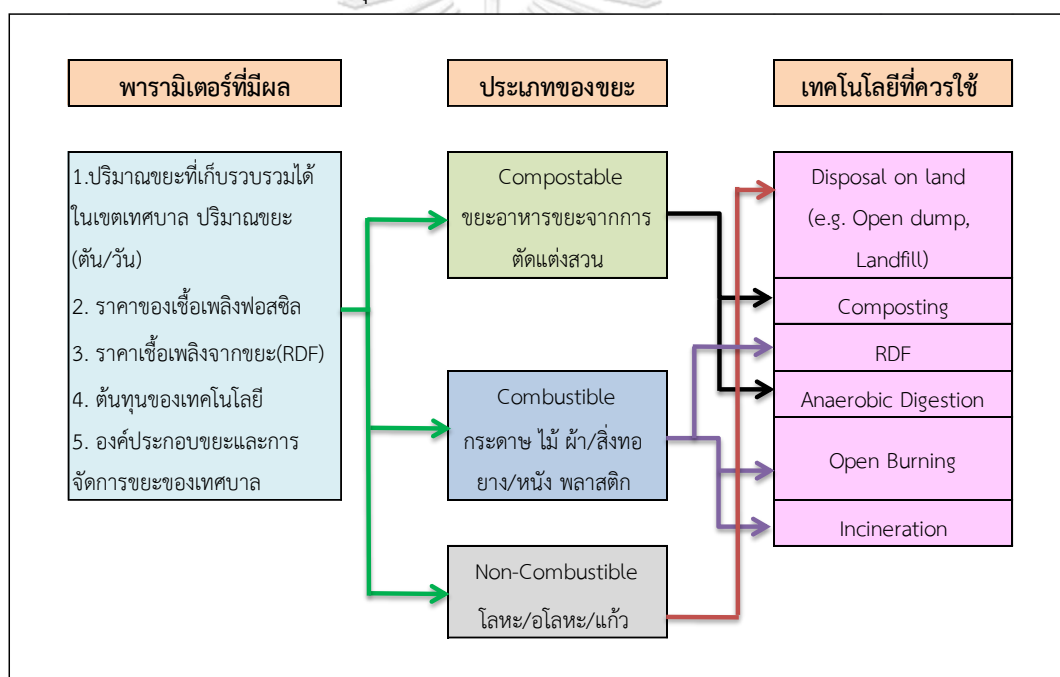 พารามิเตอร์ที่มีผล
1.ปริมาณขยะที่เก็บรวบรวมได้
ในเขตเทศบาล ปริมาณขยะ
(ตัน/วัน)
2. ราคาของเชื้อเพลิงฟอสซิล
3. ราคาเชื้อเพลิงจากขยะ(RDF)
4. ต้นทุนของเทคโนโลยี
5. องค์ประกอบขยะและการ
จัดการขยะของเทศบาล
ประเภทของขยะ
Compostable
ขยะอาหารขยะจากการ
ตัดแต่งสวน
Combustible
กระดาษ ไม้ ผ้า/สิ่งทอ
ยาง/หนัง พลาสติก
Non-Combustible
โลหะ/อโลหะ/แก้ว
เทคโนโลยีที่ควรใช้
Disposal on land
(e.g. Open dump,
Landfill)
Composting
RDF
Anaerobic Digestion
Open Burning
Incineration